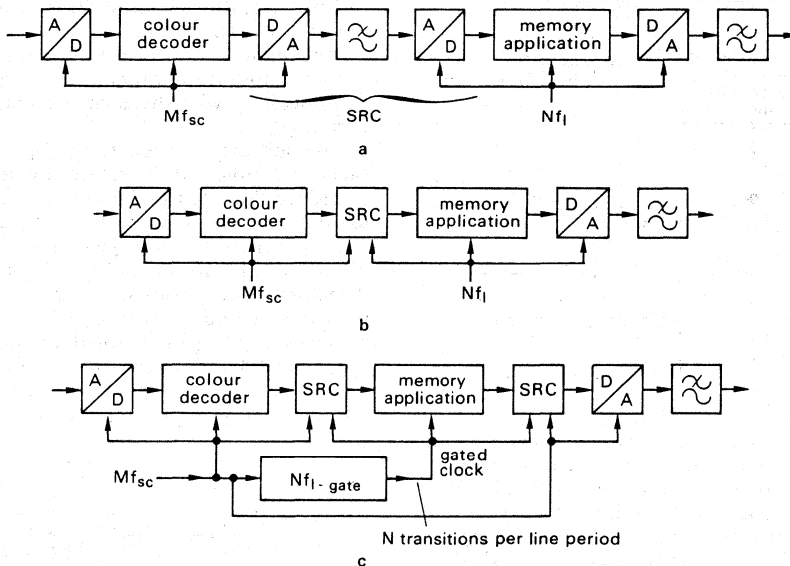 A D colour decoder D A A D memory application D A
Mfsc SRC Nfl
a
A D colour decoder SRC memory application D A
Mfsc Nfl
b
A D colour decoder SRC memory application SRC D A
gated clock
Mfsc Nfl - gate
N transitions per line period
c